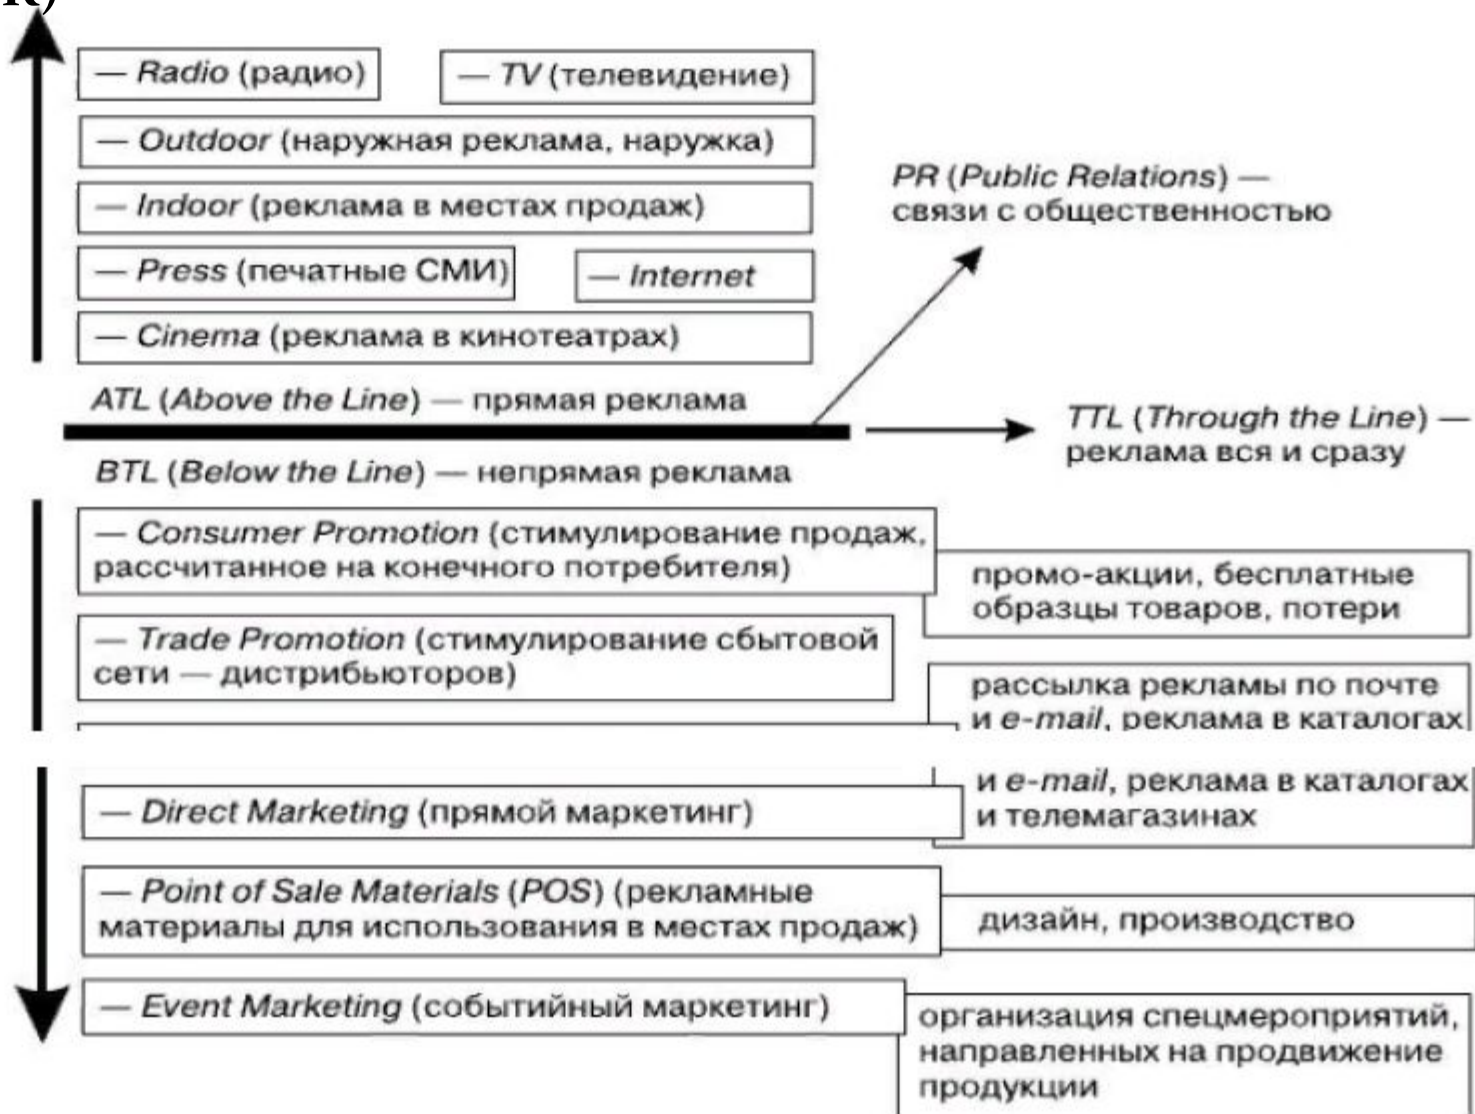 — Radio (радио)
— TV (телевидение)
— Outdoor (наружная реклама, наружка)
— Indoor (реклама в местах продаж)
— Press (печатные СМИ)
— Internet
— Cinema (реклама в кинотеатрах)
PR (Public Relations) —
связи с общественностью
ATL (Above the Line) — прямая реклама
TTL (Through the Line) —
реклама вся и сразу
BTL (Below the Line) — непрямая реклама
— Consumer Promotion (стимулирование продаж,
рассчитанное на конечного потребителя)
промо-акции, бесплатные
образцы товаров, потери
— Trade Promotion (стимулирование сбытовой
сети — дистрибьюторов)
рассылка рекламы по почте
и e-mail, реклама в каталогах
и e-mail, реклама в каталогах
и телемагазинах
— Direct Marketing (прямой маркетинг)
— Point of Sale Materials (POS) (рекламные
материалы для использования в местах продаж)
дизайн, производство
— Event Marketing (событийный маркетинг)
организация спецмероприятий,
направленных на продвижение
продукции